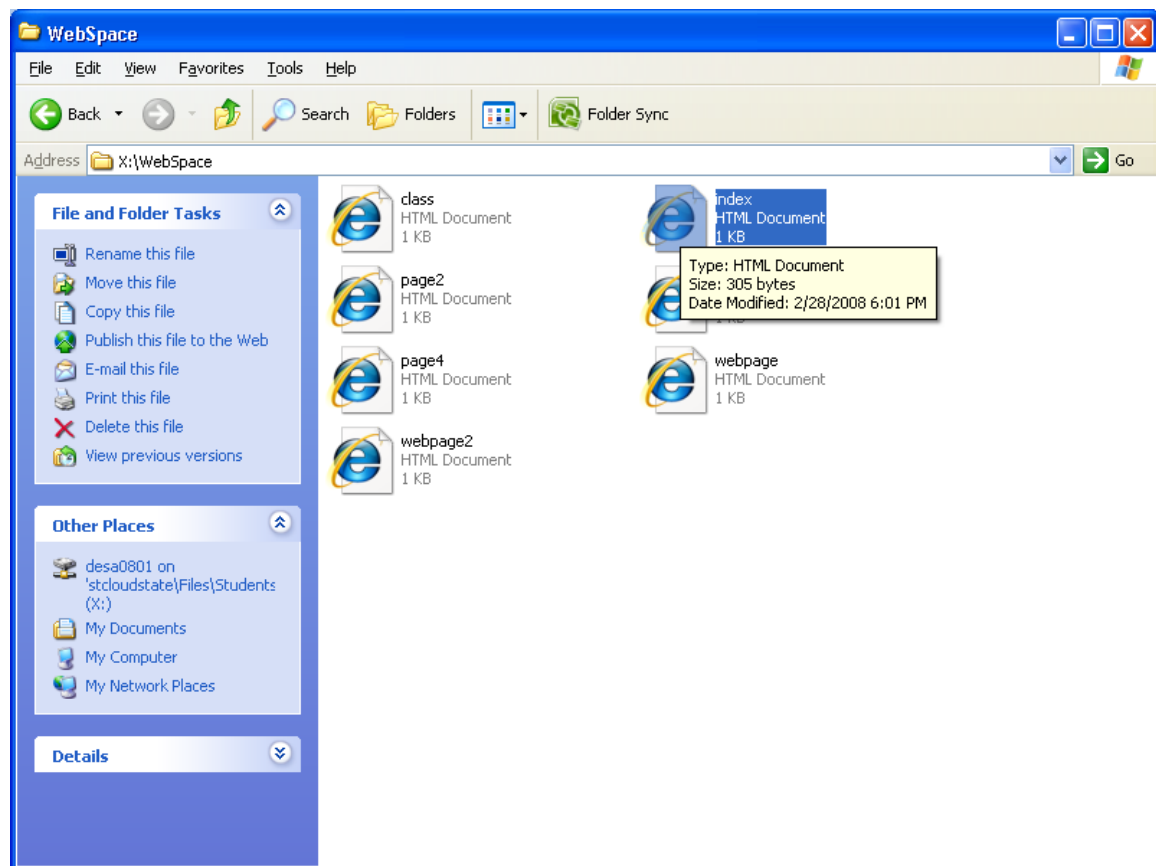 WebSpace
File Edit View Favorites Tools Help
Back Search Folders Folder Sync
Address X:\WebSpace Go
File and Folder Tasks
Rename this file
Move this file
Copy this file
Publish this file to the Web
E-mail this file
Print this file
Delete this file
View previous versions
Other Places
desa0801 on
'stcloudstate\Files\Students
(X:)
My Documents
My Computer
My Network Places
Details
class
HTML Document
1 KB
index
HTML Document
1 KB
page2
HTML Document
1 KB
Type: HTML Document
Size: 305 bytes
Date Modified: 2/28/2008 6:01 PM
page4
HTML Document
1 KB
webpage
HTML Document
1 KB
webpage2
HTML Document
1 KB